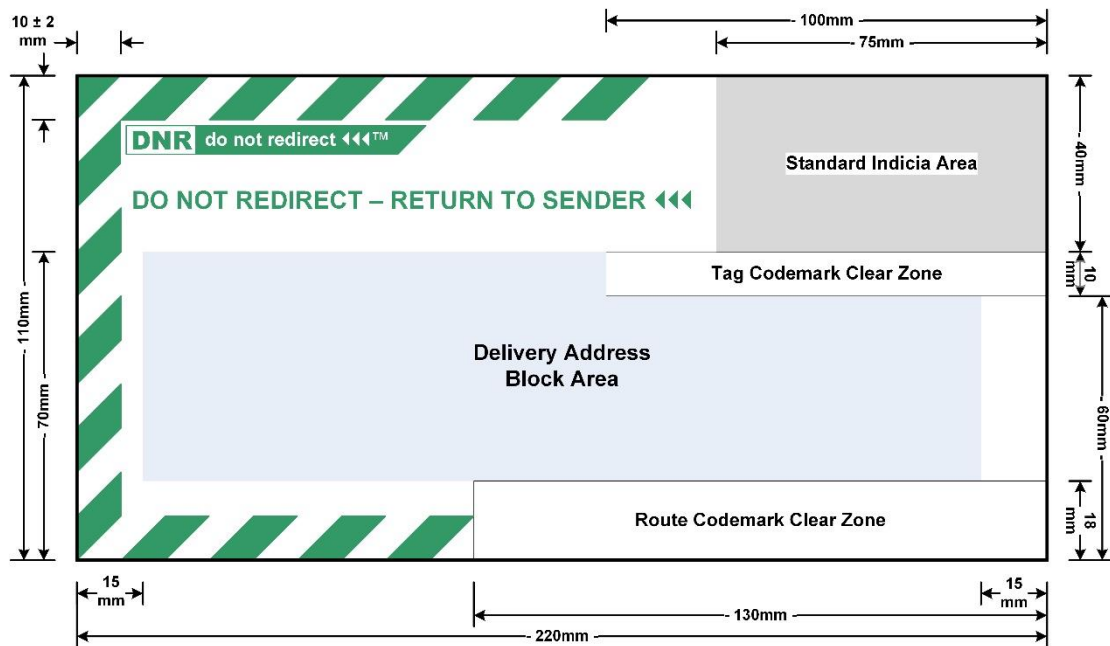 10 ± 2
mm
100mm
75mm
DNR do not redirect ™
Standard Indicia Area
40mm
DO NOT REDIRECT – RETURN TO SENDER
Tag Codemark Clear Zone
10
mm
110mm
70mm
Delivery Address
Block Area
60mm
Route Codemark Clear Zone
18
mm
15
mm
15
mm
130mm
220mm